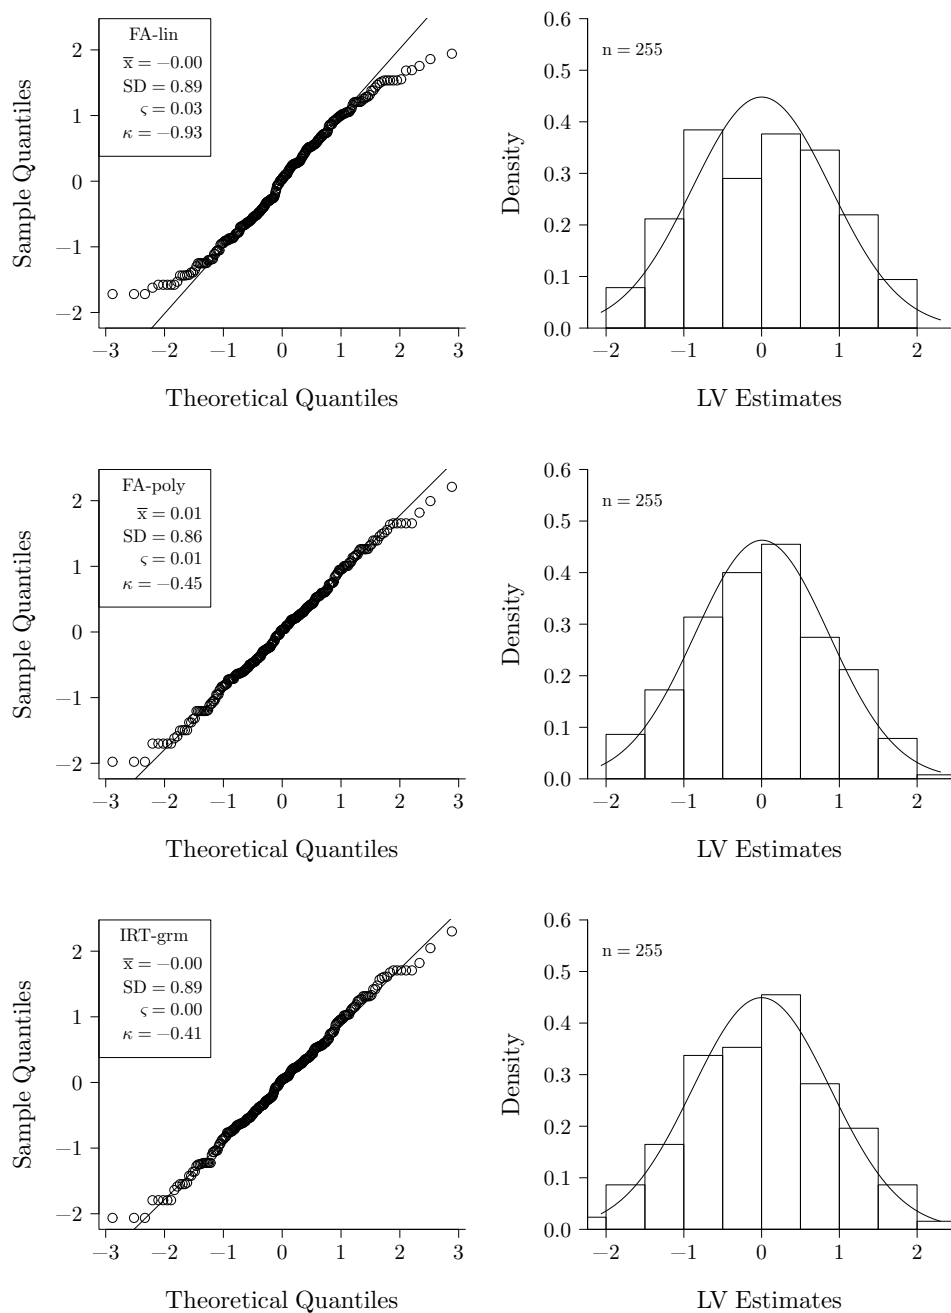 FA-lin
x̅ = −0.00
SD = 0.89
ς = 0.03
κ = −0.93
2
1
0
−1
−2
Sample Quantiles
−3 −2 −1 0 1 2 3
Theoretical Quantiles
n = 255
0.6
0.5
0.4
0.3
0.2
0.1
0.0
Density
−2 −1 0 1 2
LV Estimates
FA-poly
x̅ = 0.01
SD = 0.86
ς = 0.01
κ = −0.45
2
1
0
−1
−2
Sample Quantiles
−3 −2 −1 0 1 2 3
Theoretical Quantiles
n = 255
0.6
0.5
0.4
0.3
0.2
0.1
0.0
Density
−2 −1 0 1 2
LV Estimates
IRT-grm
x̅ = −0.00
SD = 0.89
ς = 0.00
κ = −0.41
2
1
0
−1
−2
Sample Quantiles
−3 −2 −1 0 1 2 3
Theoretical Quantiles
n = 255
0.6
0.5
0.4
0.3
0.2
0.1
0.0
Density
−2 −1 0 1 2
LV Estimates